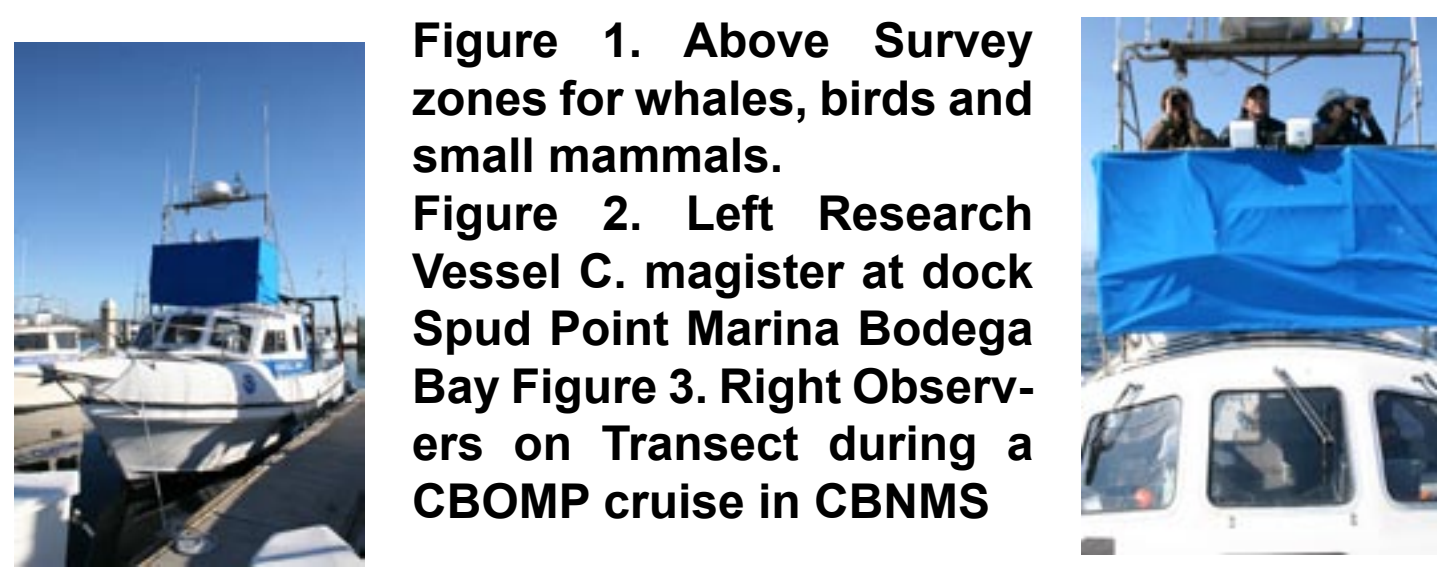 Figure 1. Above Survey
zones for whales, birds and
small mammals.
Figure 2. Left Research
Vessel C. magister at dock
Spud Point Marina Bodega
Bay Figure 3. Right Observ-
ers on Transect during a
CBOMP cruise in CBNMS